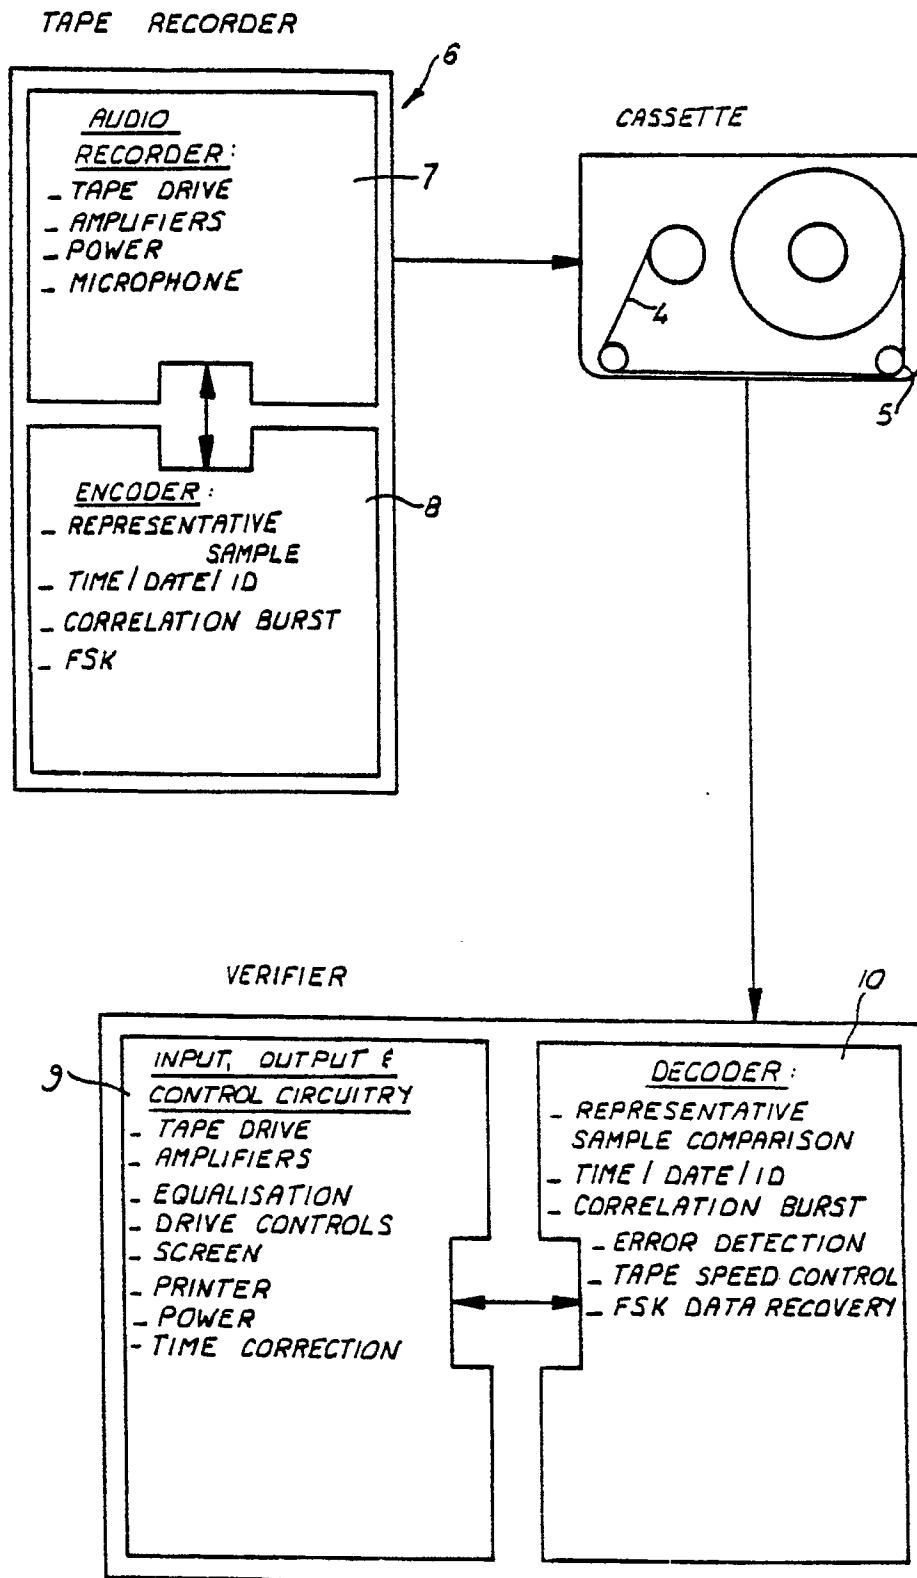 TAPE RECORDER
6
AUDIO
RECORDER:
7
- TAPE DRIVE
- AMPLIFIERS
- POWER
- MICROPHONE
CASSETTE
4
5
ENCODER:
8
- REPRESENTATIVE
SAMPLE
- TIME/DATE/ID
- CORRELATION BURST
- FSK
VERIFIER
9
INPUT, OUTPUT &
CONTROL CIRCUITRY
- TAPE DRIVE
- AMPLIFIERS
- EQUALISATION
- DRIVE CONTROLS
- SCREEN
- PRINTER
- POWER
- TIME CORRECTION
10
DECODER:
- REPRESENTATIVE
SAMPLE COMPARISON
- TIME/DATE/ID
- CORRELATION BURST
- ERROR DETECTION
- TAPE SPEED CONTROL
- FSK DATA RECOVERY